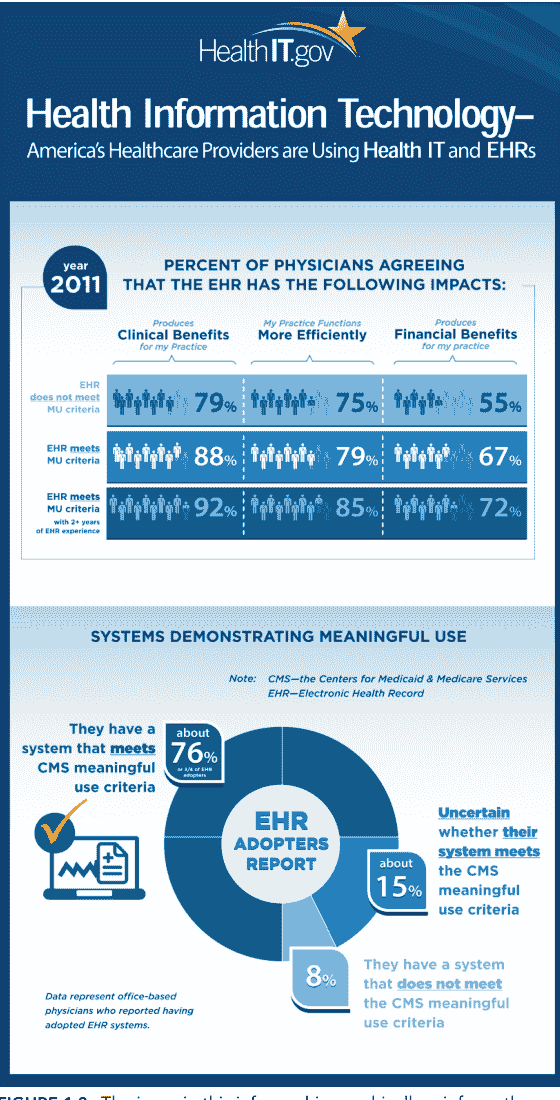 HealthIT.gov
Health Information Technology–
America's Healthcare Providers are Using Health IT and EHRs
year
2011
PERCENT OF PHYSICIANS AGREEING
THAT THE EHR HAS THE FOLLOWING IMPACTS:
Produces
Clinical Benefits
for my Practice
My Practice Functions
More Efficiently
Produces
Financial Benefits
for my practice
EHR
does not meet
MU criteria
79%
75%
55%
EHR meets
MU criteria
88%
79%
67%
EHR meets
MU criteria
with 2+ years
of EHR experience
92%
85%
72%
SYSTEMS DEMONSTRATING MEANINGFUL USE
Note: CMS—the Centers for Medicaid & Medicare Services
EHR—Electronic Health Record
They have a
system that meets
CMS meaningful
use criteria
about
76%
or 3/4 of EHR
adopters
EHR
ADOPTERS
REPORT
Uncertain
whether their
system meets
the CMS
meaningful
use criteria
about
15%
8%
They have a system
that does not meet
the CMS meaningful
use criteria
Data represent office-based
physicians who reported having
adopted EHR systems.